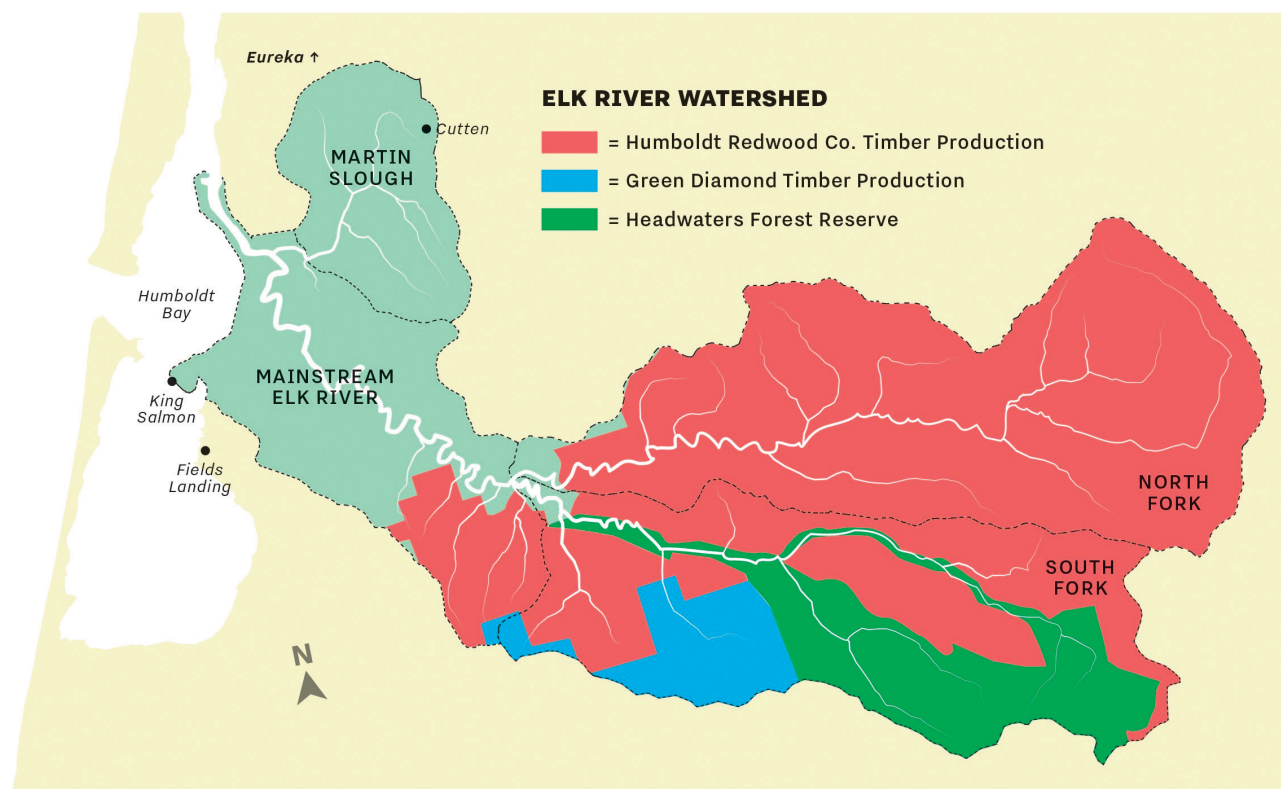 Eureka ↑
ELK RIVER WATERSHED
= Humboldt Redwood Co. Timber Production
= Green Diamond Timber Production
= Headwaters Forest Reserve
Cutten
MARTIN
SLOUGH
Humboldt
Bay
MAINSTREAM
ELK RIVER
King
Salmon
Fields
Landing
NORTH
FORK
SOUTH
FORK
N